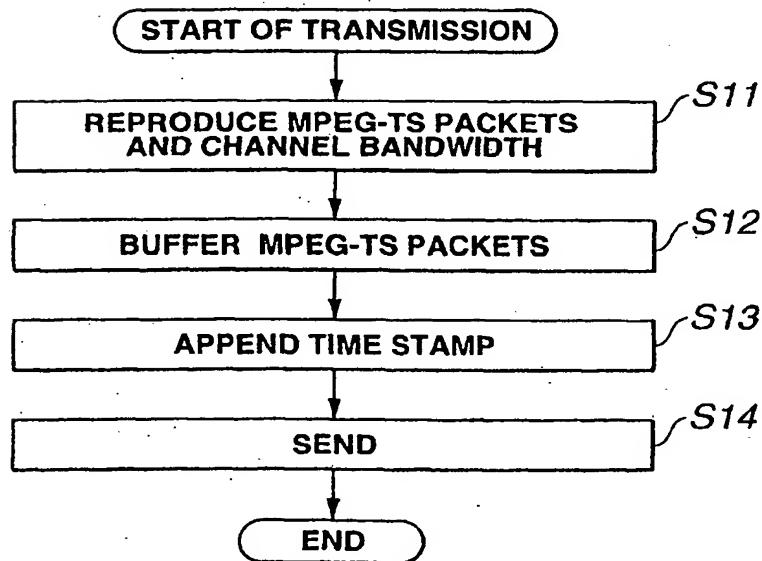 START OF TRANSMISSION
S11
REPRODUCE MPEG-TS PACKETS
AND CHANNEL BANDWIDTH
S12
BUFFER MPEG-TS PACKETS
S13
APPEND TIME STAMP
S14
SEND
END